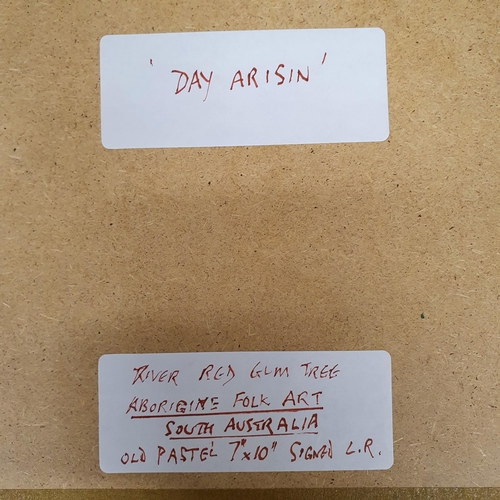 'DAY ARISIN'
RIVER RED GUM TREE
ABORIGINE FOLK ART
SOUTH AUSTRALIA
OLD PASTEL 7"x10" SIGNED L.R.